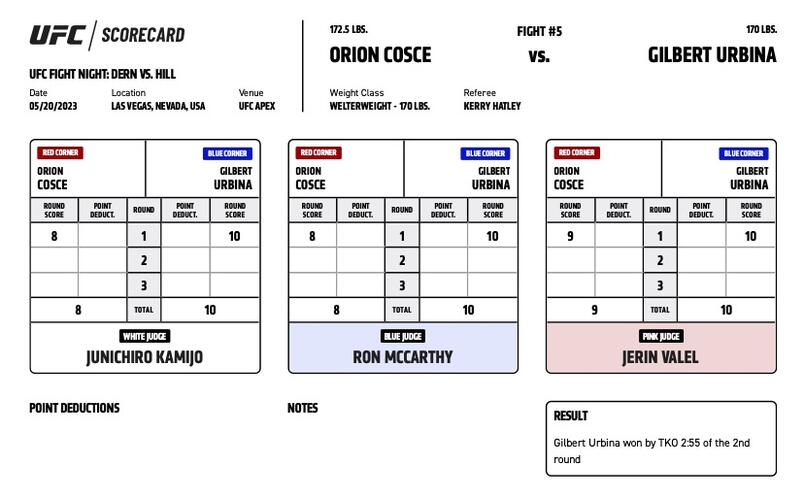 UFC / SCORECARD
UFC FIGHT NIGHT: DERN VS. HILL
Date Location Venue
05/20/2023 LAS VEGAS, NEVADA, USA UFC APEX
172.5 LBS. FIGHT #5 170 LBS.
ORION COSCE vs. GILBERT URBINA
Weight Class Referee
WELTERWEIGHT - 170 LBS. KERRY HATLEY
RED CORNER BLUE CORNER
ORION GILBERT
COSCE URBINA
ROUND SCORE POINT DEDUCT. ROUND POINT DEDUCT. ROUND SCORE
8 1 10
2
3
8 TOTAL 10
WHITE JUDGE
JUNICHIRO KAMIJO
RED CORNER BLUE CORNER
ORION GILBERT
COSCE URBINA
ROUND SCORE POINT DEDUCT. ROUND POINT DEDUCT. ROUND SCORE
8 1 10
2
3
8 TOTAL 10
BLUE JUDGE
RON MCCARTHY
RED CORNER BLUE CORNER
ORION GILBERT
COSCE URBINA
ROUND SCORE POINT DEDUCT. ROUND POINT DEDUCT. ROUND SCORE
9 1 10
2
3
9 TOTAL 10
PINK JUDGE
JERIN VALEL
POINT DEDUCTIONS
NOTES
RESULT
Gilbert Urbina won by TKO 2:55 of the 2nd
round